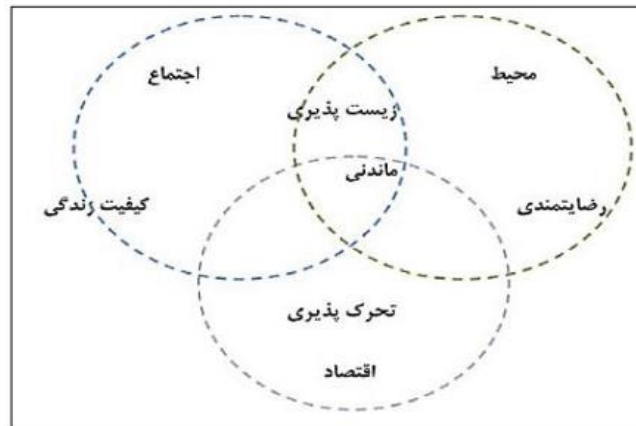 محیط
اجتماع
زیست پذیری
ماندنی
رضایتمندی
کیفیت زندگی
تحرک پذیری
اقتصاد